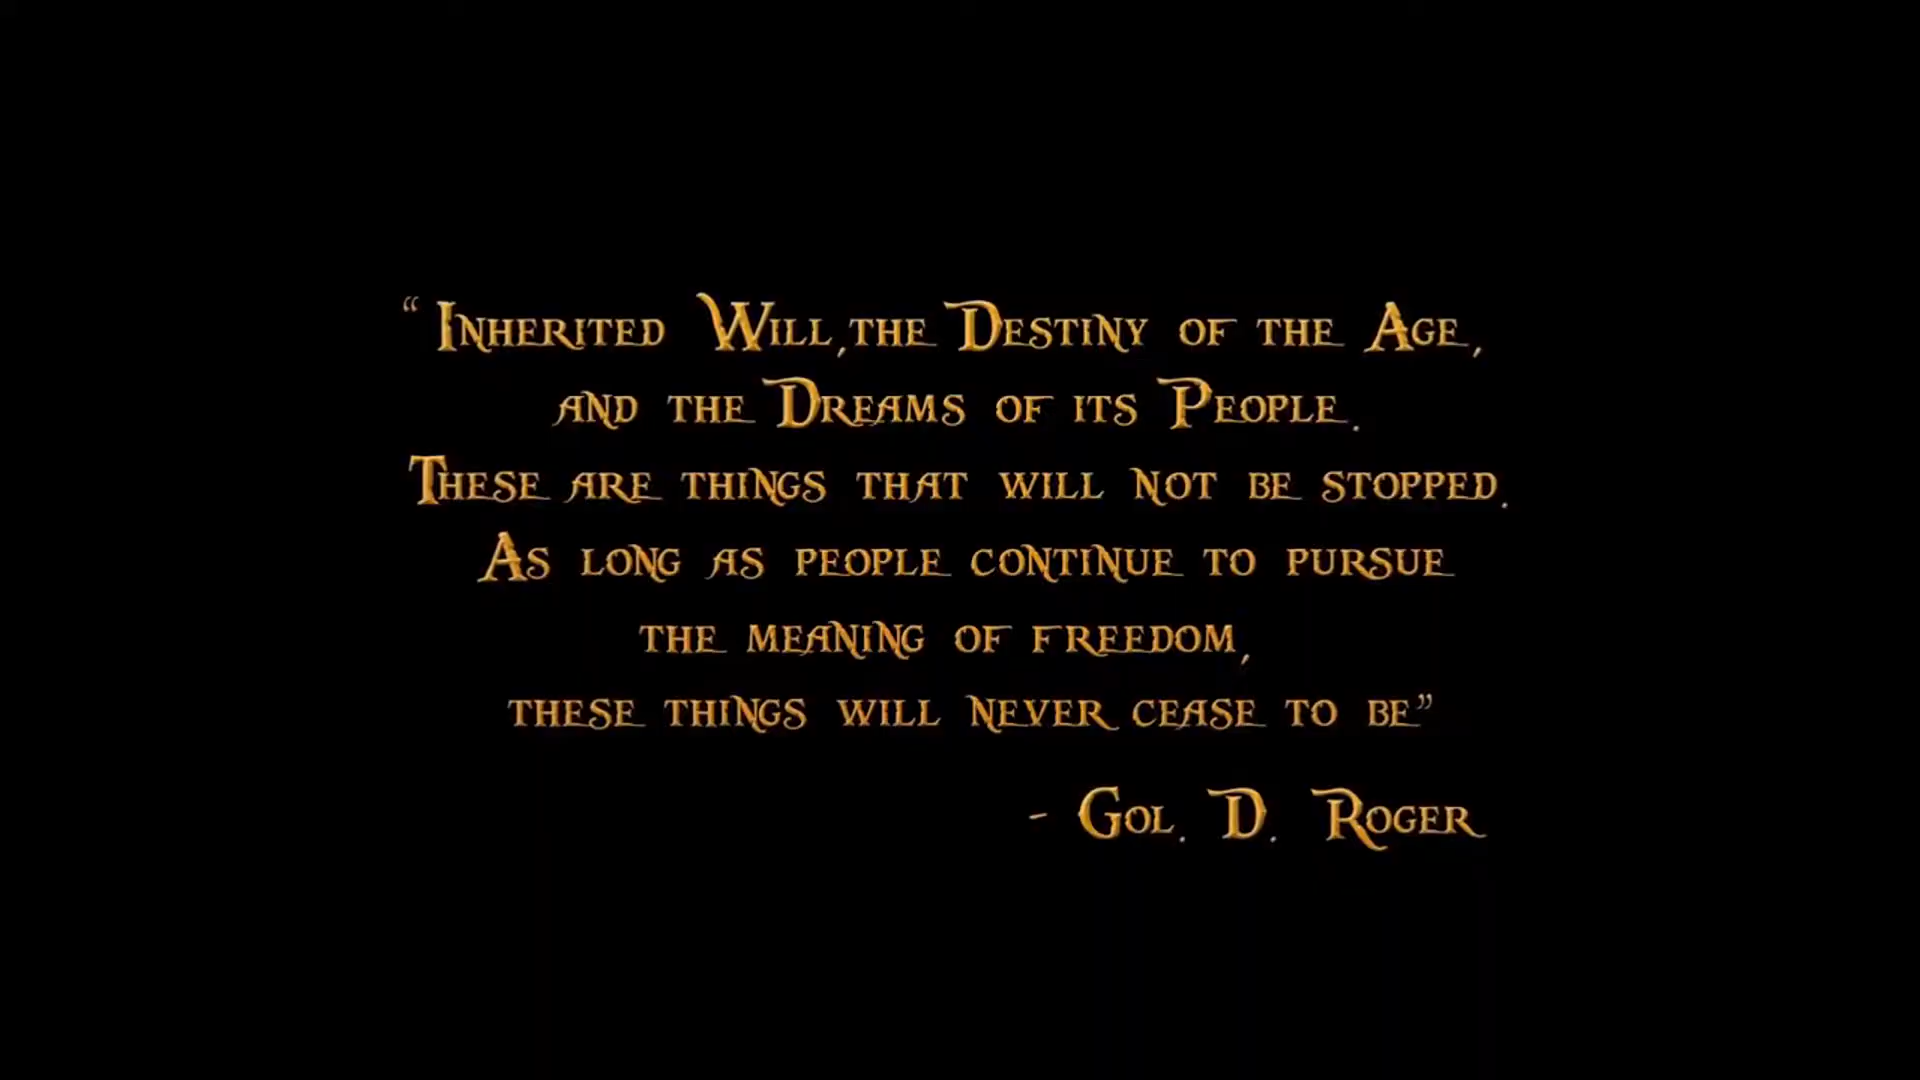 “Inherited Will, the Destiny of the Age,
and the Dreams of its People.
These are things that will not be stopped.
As long as people continue to pursue
the meaning of freedom,
these things will never cease to be”
- Gol. D. Roger